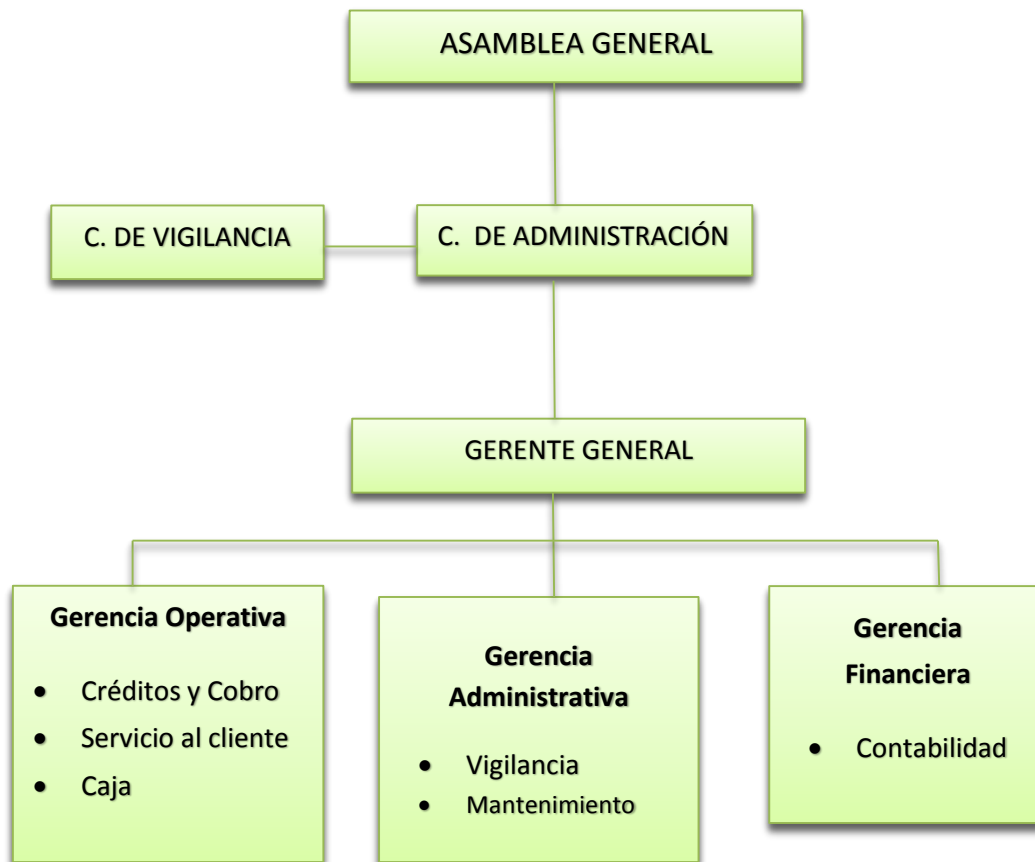 ASAMBLEA GENERAL
C. DE VIGILANCIA
C. DE ADMINISTRACIÓN
GERENTE GENERAL
Gerencia Operativa
• Créditos y Cobro
• Servicio al cliente
• Caja
Gerencia
Administrativa
• Vigilancia
• Mantenimiento
Gerencia
Financiera
• Contabilidad